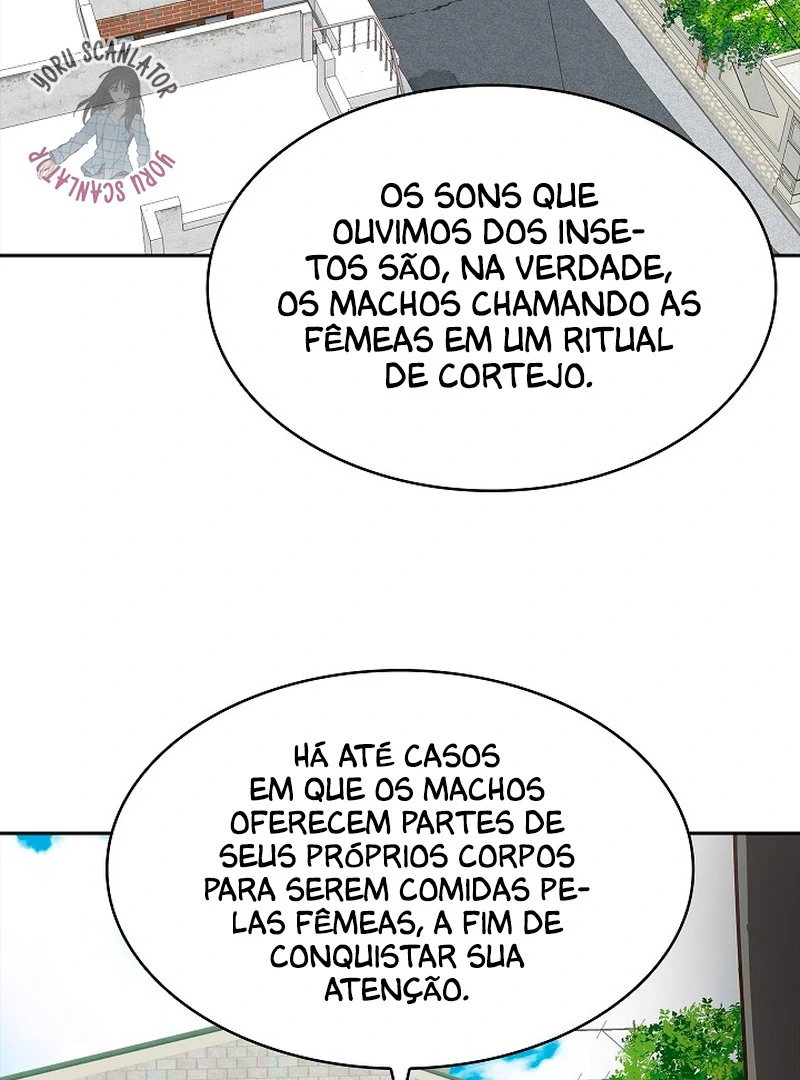 YORU SCANLATOR
YORU SCANLATOR
OS SONS QUE
OUVIMOS DOS INSE-
TOS SÃO, NA VERDADE,
OS MACHOS CHAMANDO AS
FÊMEAS EM UM RITUAL
DE CORTEJO.
HÁ ATÉ CASOS
EM QUE OS MACHOS
OFERECEM PARTES DE
SEUS PRÓPRIOS CORPOS
PARA SEREM COMIDAS PE-
LAS FÊMEAS, A FIM DE
CONQUISTAR SUA
ATENÇÃO.